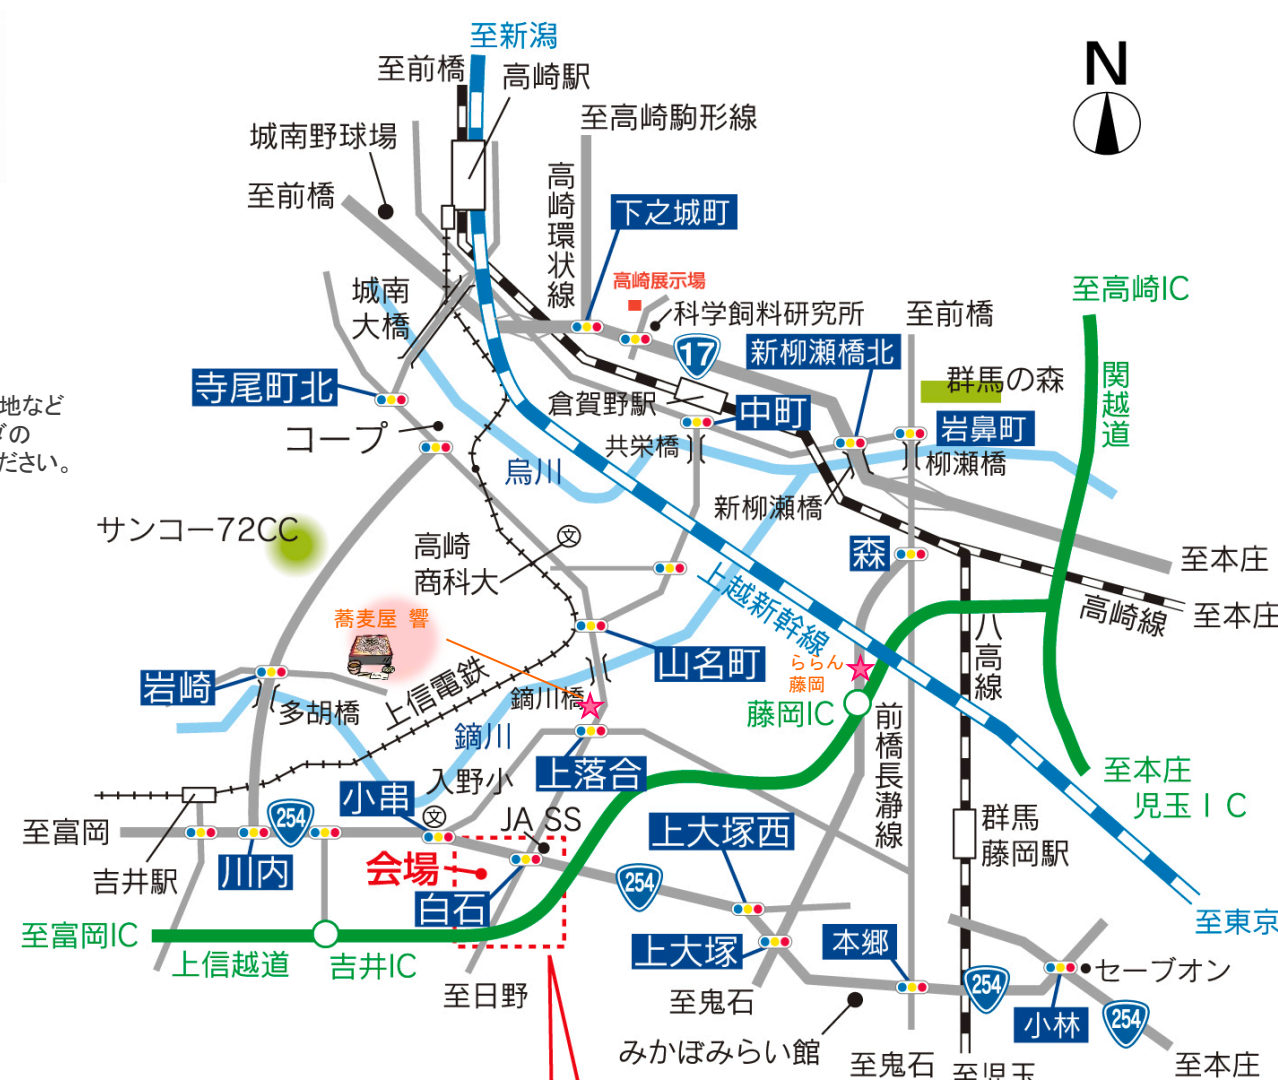 至新潟
至前橋
高崎駅
至高崎駒形線
城南野球場
至前橋
高崎環状線
下之城町
N
高崎展示場
科学飼料研究所
至前橋
至高崎IC
城南
大橋
17
新柳瀬橋北
群馬の森
関越道
寺尾町北
倉賀野駅
中町
岩鼻町
地など
ださい。
コープ
共栄橋
柳瀬橋
烏川
新柳瀬橋
サンコー72CC
高崎
商科大
文
森
至本庄
上越新幹線
高崎線
至本庄
蕎麦屋 響
八高線
山名町
ららん
藤岡
岩崎
多胡橋
上信電鉄
鏑川橋
藤岡IC
鏑川
前橋長瀞線
上落合
至本庄
児玉IC
小串
入野小
文
254
JA SS
至富岡
上大塚西
群馬
藤岡駅
吉井駅
川内
会場
白石
254
至東京
至富岡IC
上信越道
吉井IC
上大塚
本郷
セーブオン
至日野
至鬼石
254
小林
254
みかぼみらい館
至鬼石
至児玉
至本庄